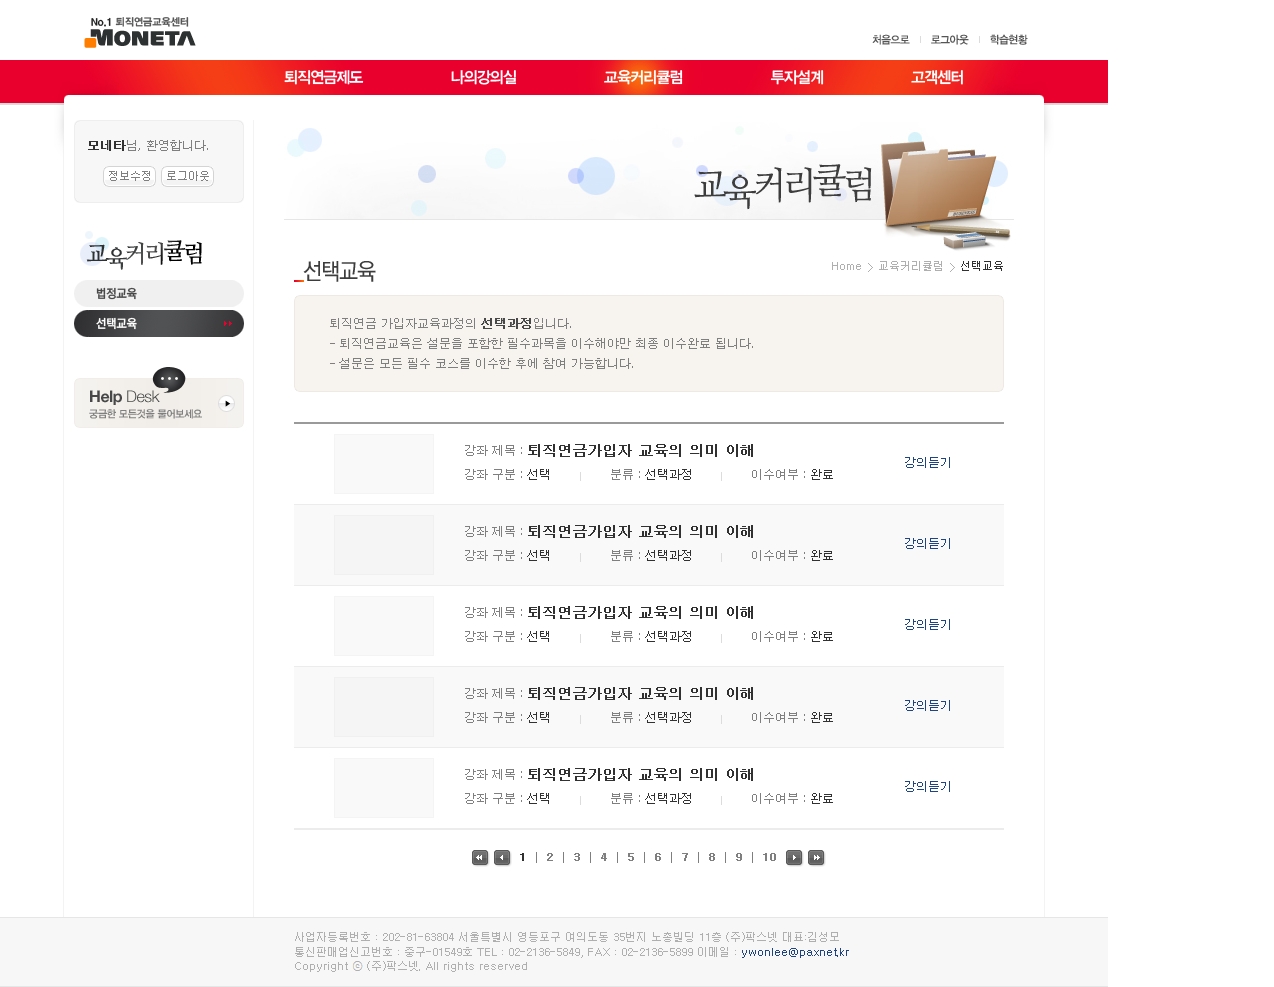 No.1 퇴직연금교육센터
MONETA
처음으로 | 로그아웃 | 학습현황
퇴직연금제도 나의강의실 교육커리큘럼 투자설계 고객센터
모네타님, 환영합니다.
정보수정 로그아웃
교육커리큘럼
법정교육
선택교육
Help Desk
궁금한 모든것을 물어보세요
교육커리큘럼
선택교육
Home > 교육커리큘럼 > 선택교육
퇴직연금 가입자교육과정의 선택과정입니다.
- 퇴직연금교육은 설문을 포함한 필수과목을 이수해야만 최종 이수완료 됩니다.
- 설문은 모든 필수 코스를 이수한 후에 참여 가능합니다.
강좌 제목 : 퇴직연금가입자 교육의 의미 이해
강좌 구분 : 선택 | 분류 : 선택과정 | 이수여부 : 완료
강의듣기
강좌 제목 : 퇴직연금가입자 교육의 의미 이해
강좌 구분 : 선택 | 분류 : 선택과정 | 이수여부 : 완료
강의듣기
강좌 제목 : 퇴직연금가입자 교육의 의미 이해
강좌 구분 : 선택 | 분류 : 선택과정 | 이수여부 : 완료
강의듣기
강좌 제목 : 퇴직연금가입자 교육의 의미 이해
강좌 구분 : 선택 | 분류 : 선택과정 | 이수여부 : 완료
강의듣기
강좌 제목 : 퇴직연금가입자 교육의 의미 이해
강좌 구분 : 선택 | 분류 : 선택과정 | 이수여부 : 완료
강의듣기
1 | 2 | 3 | 4 | 5 | 6 | 7 | 8 | 9 | 10
사업자등록번호 : 202-81-63804 서울특별시 영등포구 여의도동 35번지 노총빌딩 11층 (주)팍스넷 대표:김성모
통신판매업신고번호 : 중구-01549호 TEL : 02-2136-5849, FAX : 02-2136-5899 이메일 : ywonlee@paxnet.kr
Copyright ⓒ (주)팍스넷, All rights reserved